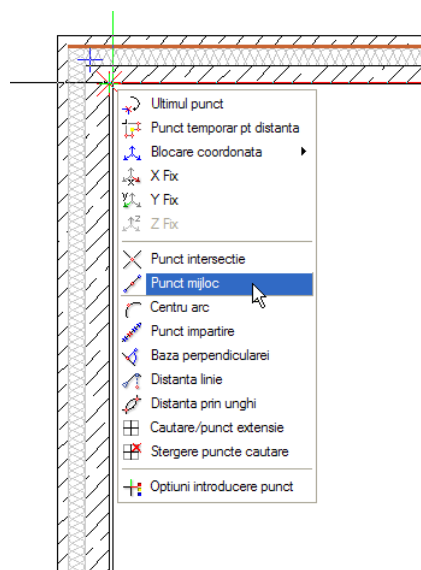 Ultimul punct
Punct temporar pt distanta
Blocare coordonata
X Fix
Y Fix
Z Fix
Punct intersectie
Punct mijloc
Centru arc
Punct impartire
Baza perpendicularei
Distanta linie
Distanta prin unghi
Cautare/punct extensie
Stergere puncte cautare
Optiuni introducere punct